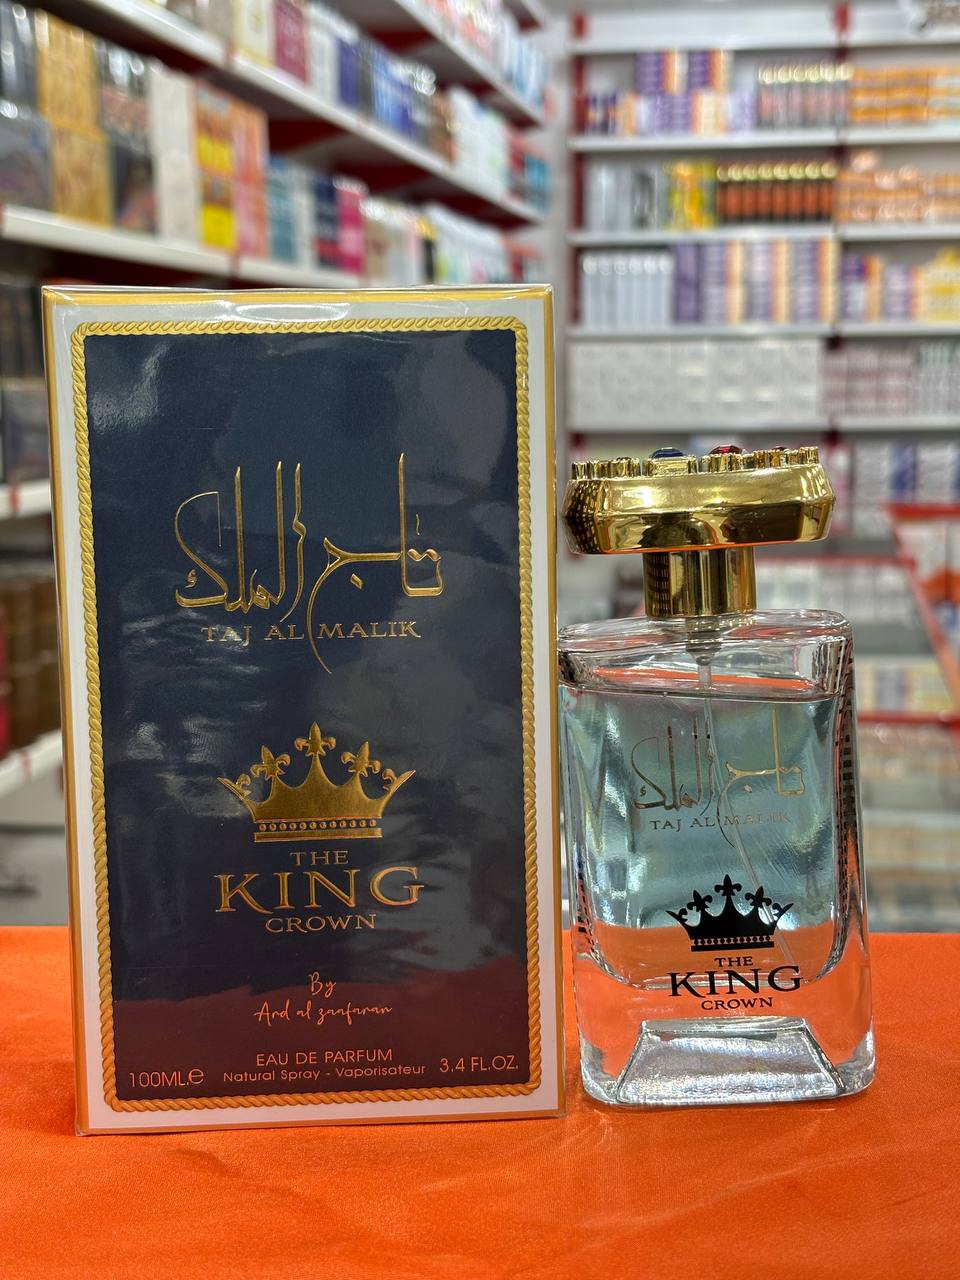 تاج الملك
TAJ AL MALIK
THE
KING
CROWN
By
Ard al zaafaran
EAU DE PARFUM
Natural Spray - Vaporisateur
100ML.e
3.4 FL.OZ.
تاج الملك
TAJ AL MALIK
THE
KING
CROWN